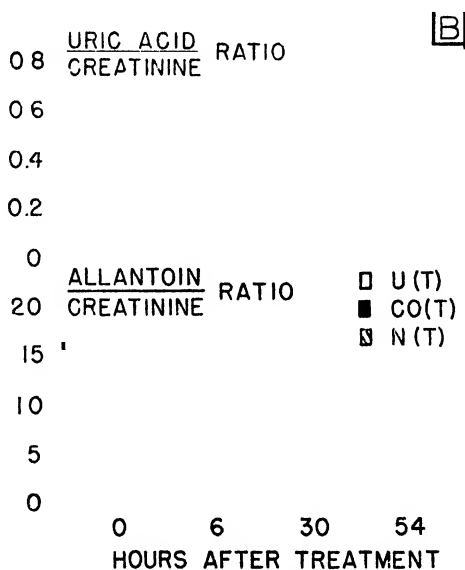 B
URIC ACID
CREATININE RATIO
0 8
0 6
0.4
0.2
0
ALLANTOIN
CREATININE RATIO
20
15
10
5
0
U (T)
CO(T)
N (T)
0 6 30 54
HOURS AFTER TREATMENT